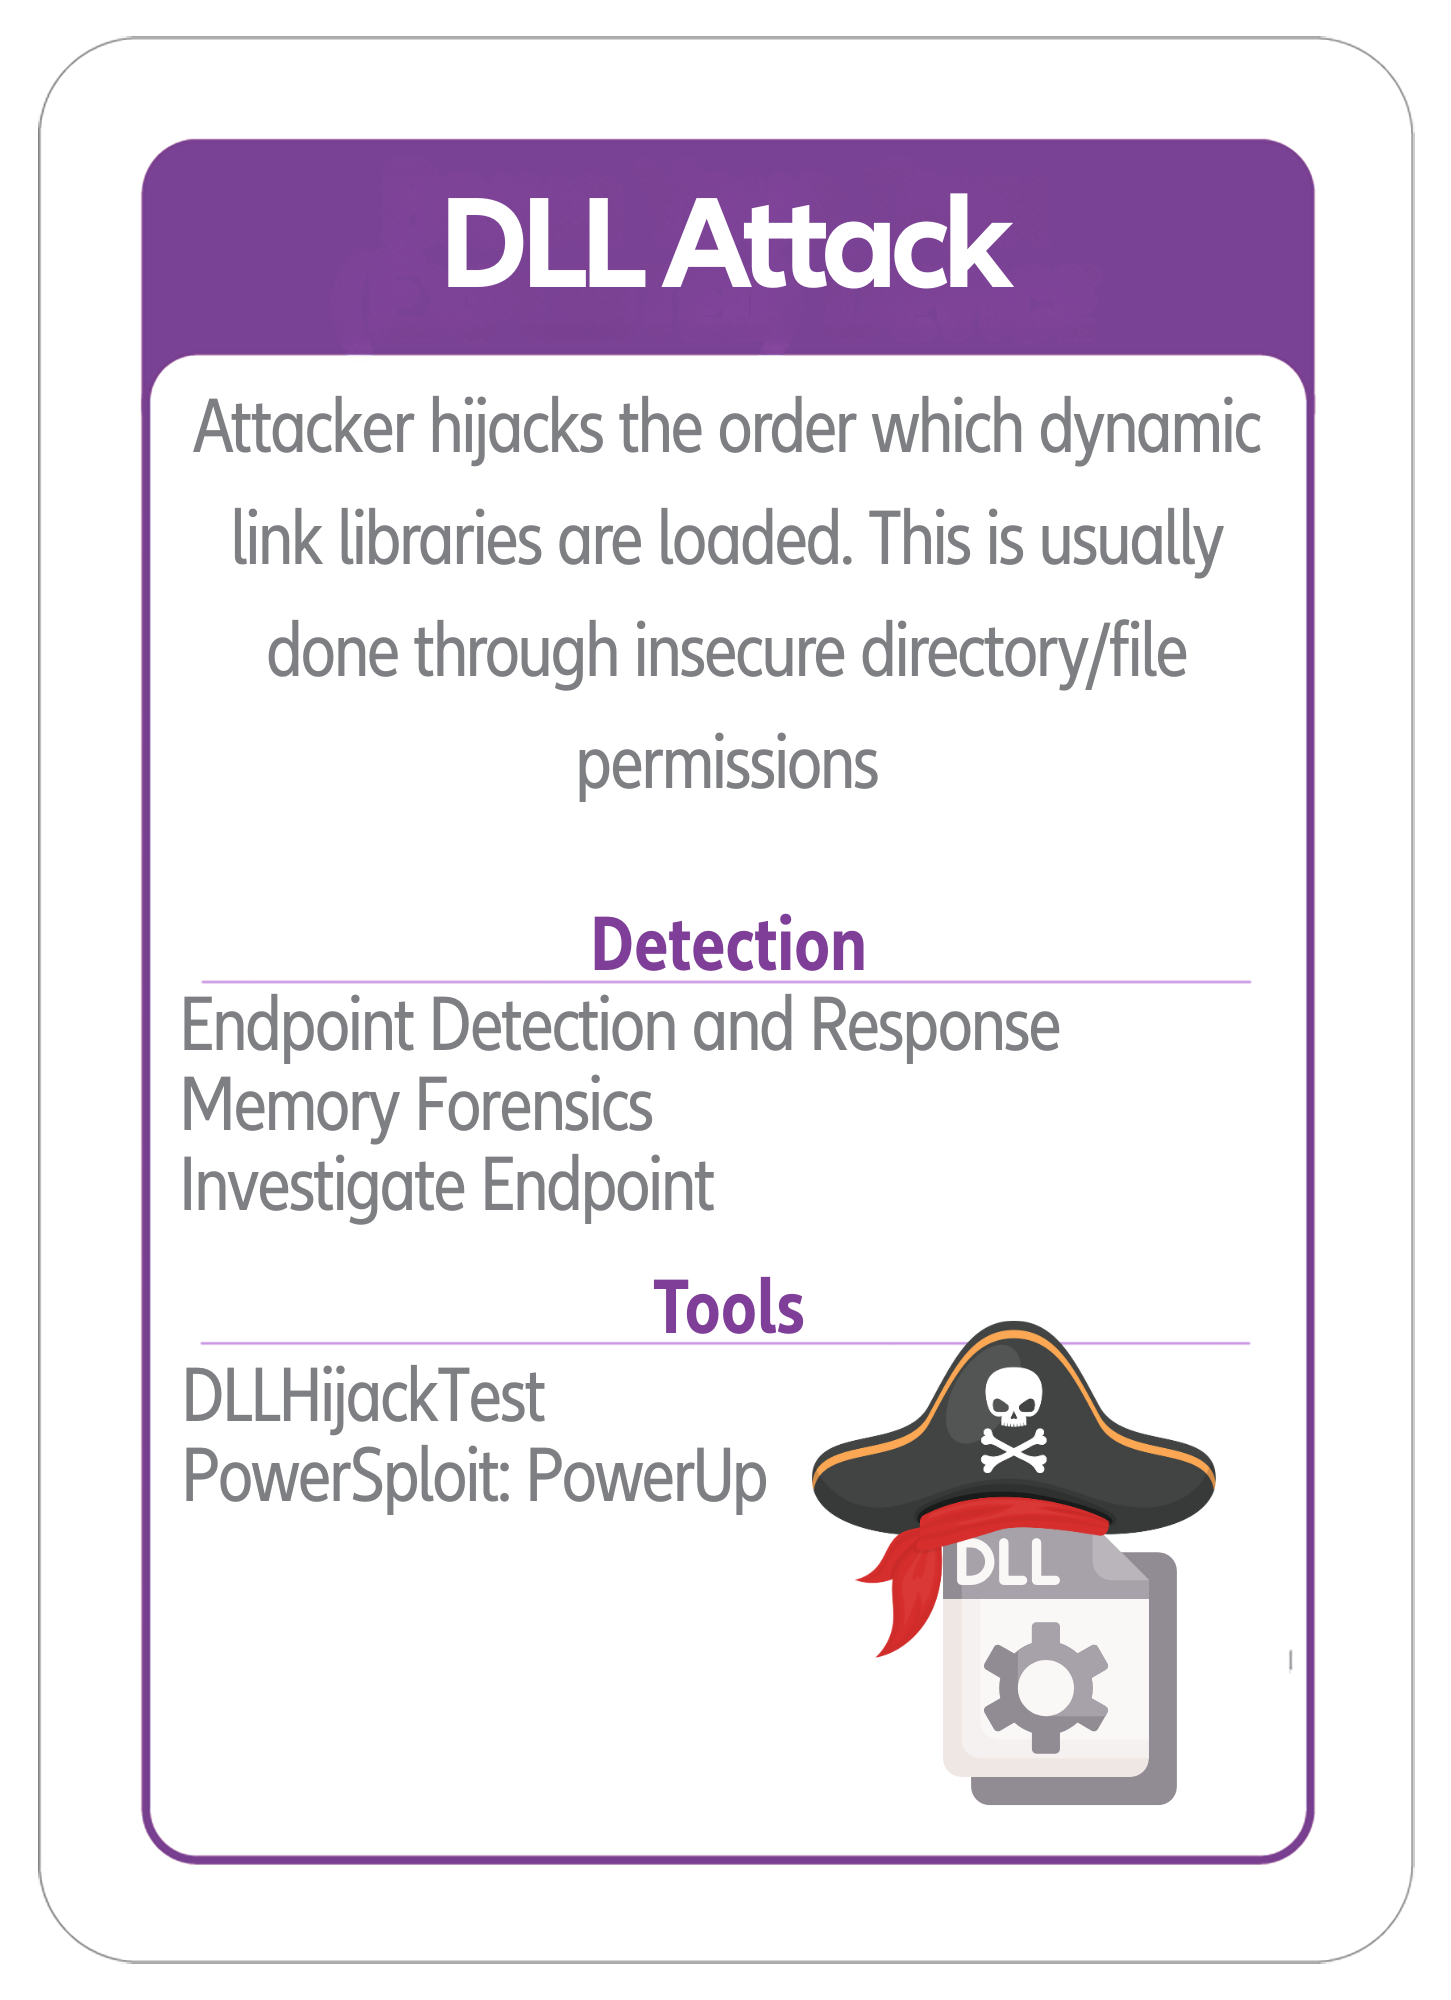 DLL Attack
Attacker hijacks the order which dynamic
link libraries are loaded. This is usually
done through insecure directory/file
permissions
Detection
Endpoint Detection and Response
Memory Forensics
Investigate Endpoint
Tools
DLLHijackTest
PowerSploit: PowerUp
DLL